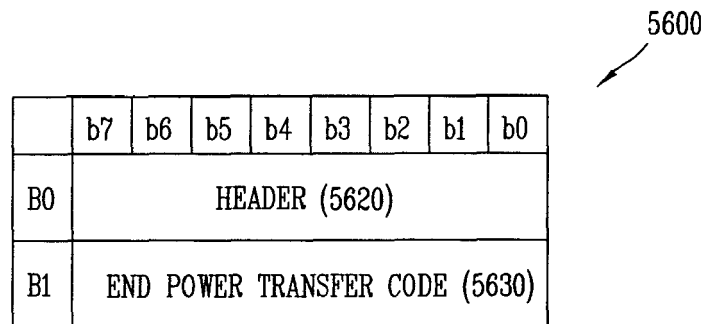 5600
b7 b6 b5 b4 b3 b2 b1 b0
B0 HEADER (5620)
B1 END POWER TRANSFER CODE (5630)